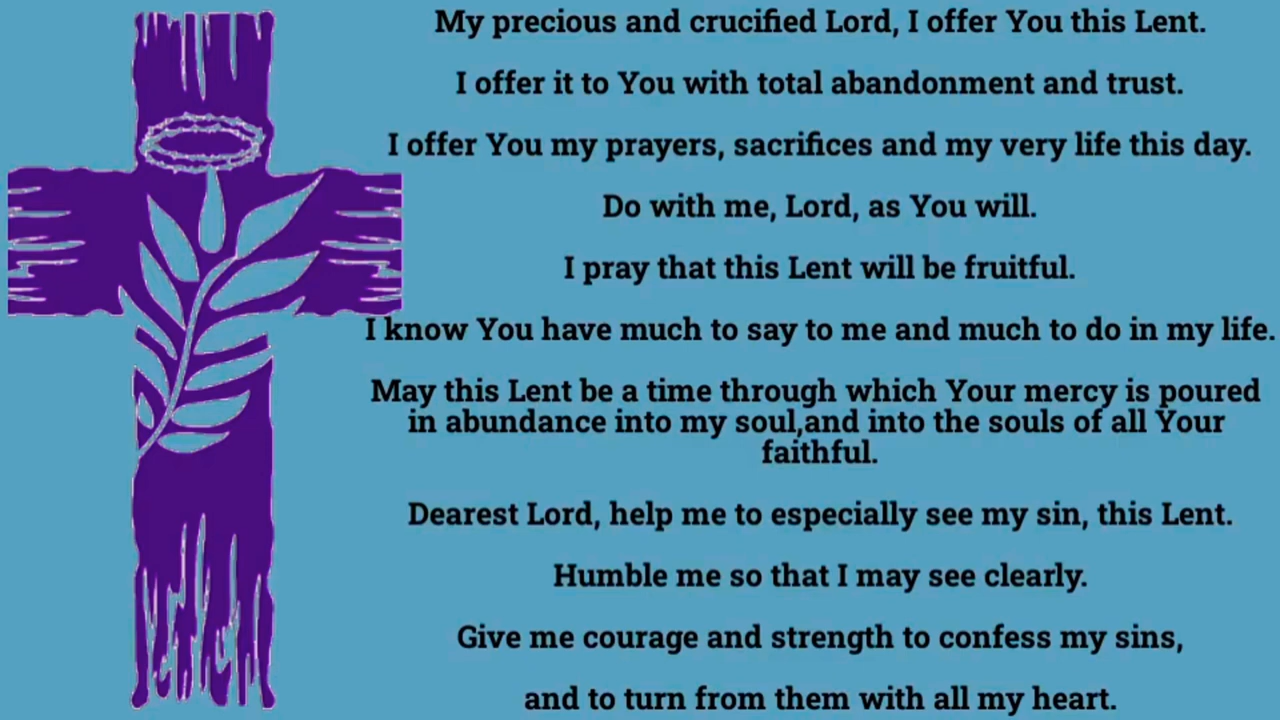 My precious and crucified Lord, I offer You this Lent.
I offer it to You with total abandonment and trust.
I offer You my prayers, sacrifices and my very life this day.
Do with me, Lord, as You will.
I pray that this Lent will be fruitful.
I know You have much to say to me and much to do in my life.
May this Lent be a time through which Your mercy is poured
in abundance into my soul,and into the souls of all Your
faithful.
Dearest Lord, help me to especially see my sin, this Lent.
Humble me so that I may see clearly.
Give me courage and strength to confess my sins,
and to turn from them with all my heart.